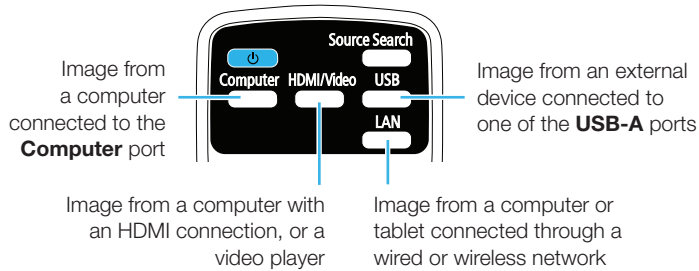 Source Search
Computer HDMI/Video USB
LAN
Image from
a computer
connected to the
Computer port
Image from an external
device connected to
one of the USB-A ports
Image from a computer with
an HDMI connection, or a
video player
Image from a computer or
tablet connected through a
wired or wireless network